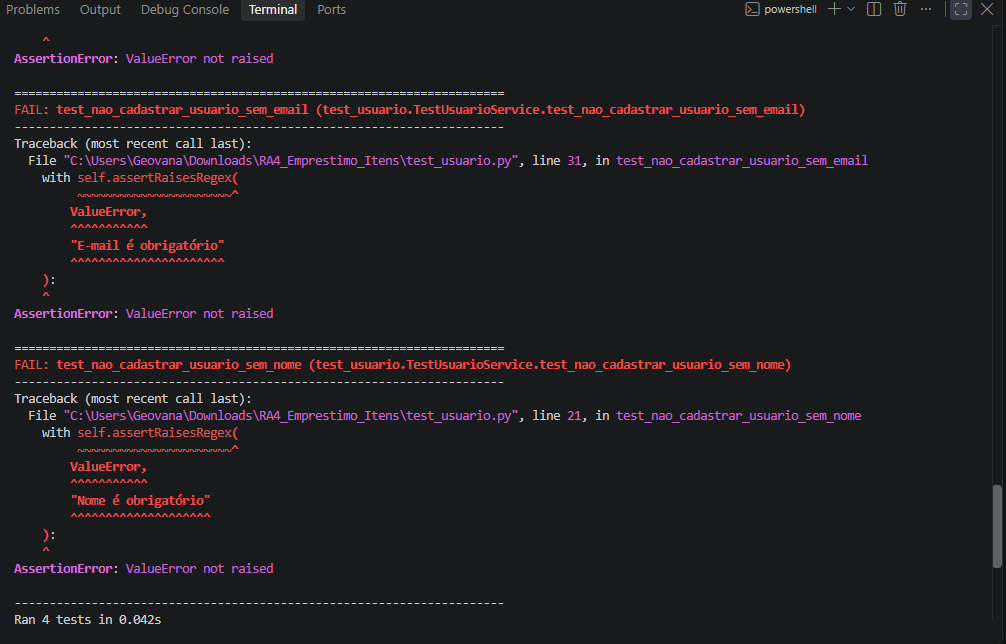 Problems Output Debug Console Terminal Ports powershell
^
AssertionError: ValueError not raised
======================================================================
FAIL: test_nao_cadastrar_usuario_sem_email (test_usuario.TestUsuarioService.test_nao_cadastrar_usuario_sem_email)
----------------------------------------------------------------------
Traceback (most recent call last):
File "C:\Users\Geovana\Downloads\RA4_Emprestimo_Itens\test_usuario.py", line 31, in test_nao_cadastrar_usuario_sem_email
with self.assertRaisesRegex(
~~~~~~~~~~~~~~~~~~~~~~^
ValueError,
^^^^^^^^^^^
"E-mail é obrigatório"
^^^^^^^^^^^^^^^^^^^^^^
):
^
AssertionError: ValueError not raised
======================================================================
FAIL: test_nao_cadastrar_usuario_sem_nome (test_usuario.TestUsuarioService.test_nao_cadastrar_usuario_sem_nome)
----------------------------------------------------------------------
Traceback (most recent call last):
File "C:\Users\Geovana\Downloads\RA4_Emprestimo_Itens\test_usuario.py", line 21, in test_nao_cadastrar_usuario_sem_nome
with self.assertRaisesRegex(
~~~~~~~~~~~~~~~~~~~~~~^
ValueError,
^^^^^^^^^^^
"Nome é obrigatório"
^^^^^^^^^^^^^^^^^^^^
):
^
AssertionError: ValueError not raised
----------------------------------------------------------------------
Ran 4 tests in 0.042s